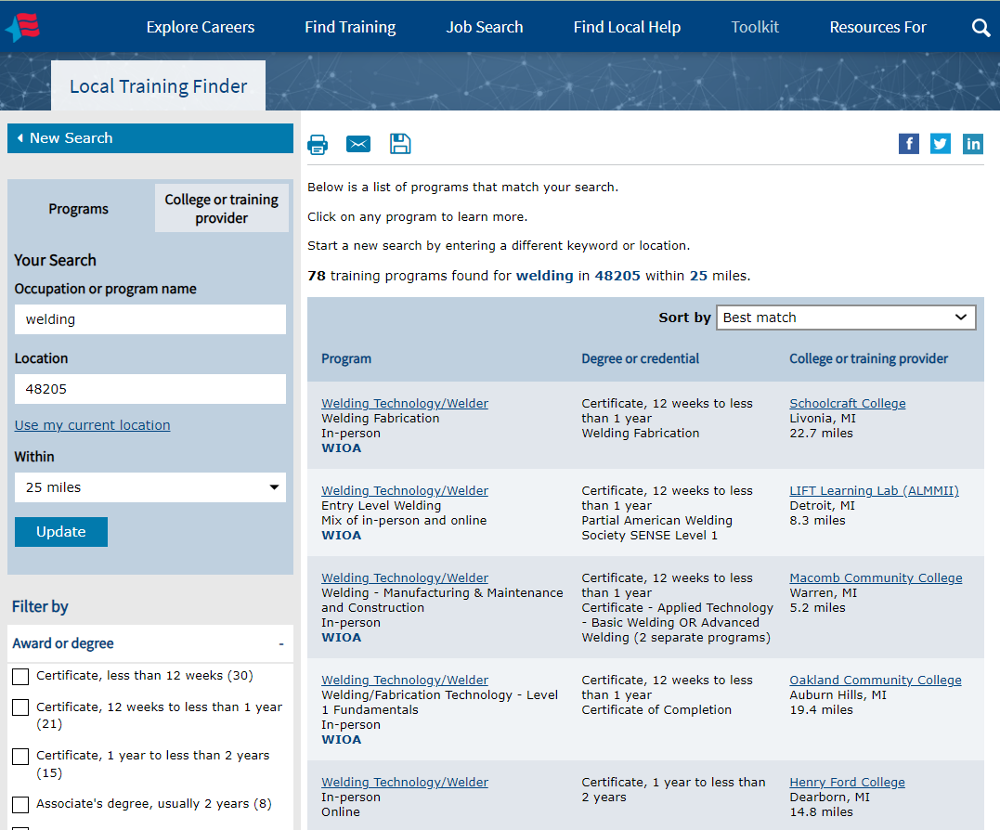 Explore Careers
Find Training
Job Search
Find Local Help
Toolkit
Resources For
Local Training Finder
New Search
Programs
College or training
provider
Your Search
Occupation or program name
welding
Location
48205
Use my current location
Within
25 miles
Update
Filter by
Award or degree
-
Certificate, less than 12 weeks (30)
Certificate, 12 weeks to less than 1 year
(21)
Certificate, 1 year to less than 2 years
(15)
Associate's degree, usually 2 years (8)
f
in
Below is a list of programs that match your search.
Click on any program to learn more.
Start a new search by entering a different keyword or location.
78 training programs found for welding in 48205 within 25 miles.
Sort by Best match
Program
Degree or credential
College or training provider
Welding Technology/Welder
Welding Fabrication
In-person
WIOA
Certificate, 12 weeks to less
than 1 year
Welding Fabrication
Schoolcraft College
Livonia, MI
22.7 miles
Welding Technology/Welder
Entry Level Welding
Mix of in-person and online
WIOA
Certificate, 12 weeks to less
than 1 year
Partial American Welding
Society SENSE Level 1
LIFT Learning Lab (ALMMII)
Detroit, MI
8.3 miles
Welding Technology/Welder
Welding - Manufacturing & Maintenance
and Construction
In-person
WIOA
Certificate, 12 weeks to less
than 1 year
Certificate - Applied Technology
- Basic Welding OR Advanced
Welding (2 separate programs)
Macomb Community College
Warren, MI
5.2 miles
Welding Technology/Welder
Welding/Fabrication Technology - Level
1 Fundamentals
In-person
WIOA
Certificate, 12 weeks to less
than 1 year
Certificate of Completion
Oakland Community College
Auburn Hills, MI
19.4 miles
Welding Technology/Welder
In-person
Online
Certificate, 1 year to less than
2 years
Henry Ford College
Dearborn, MI
14.8 miles